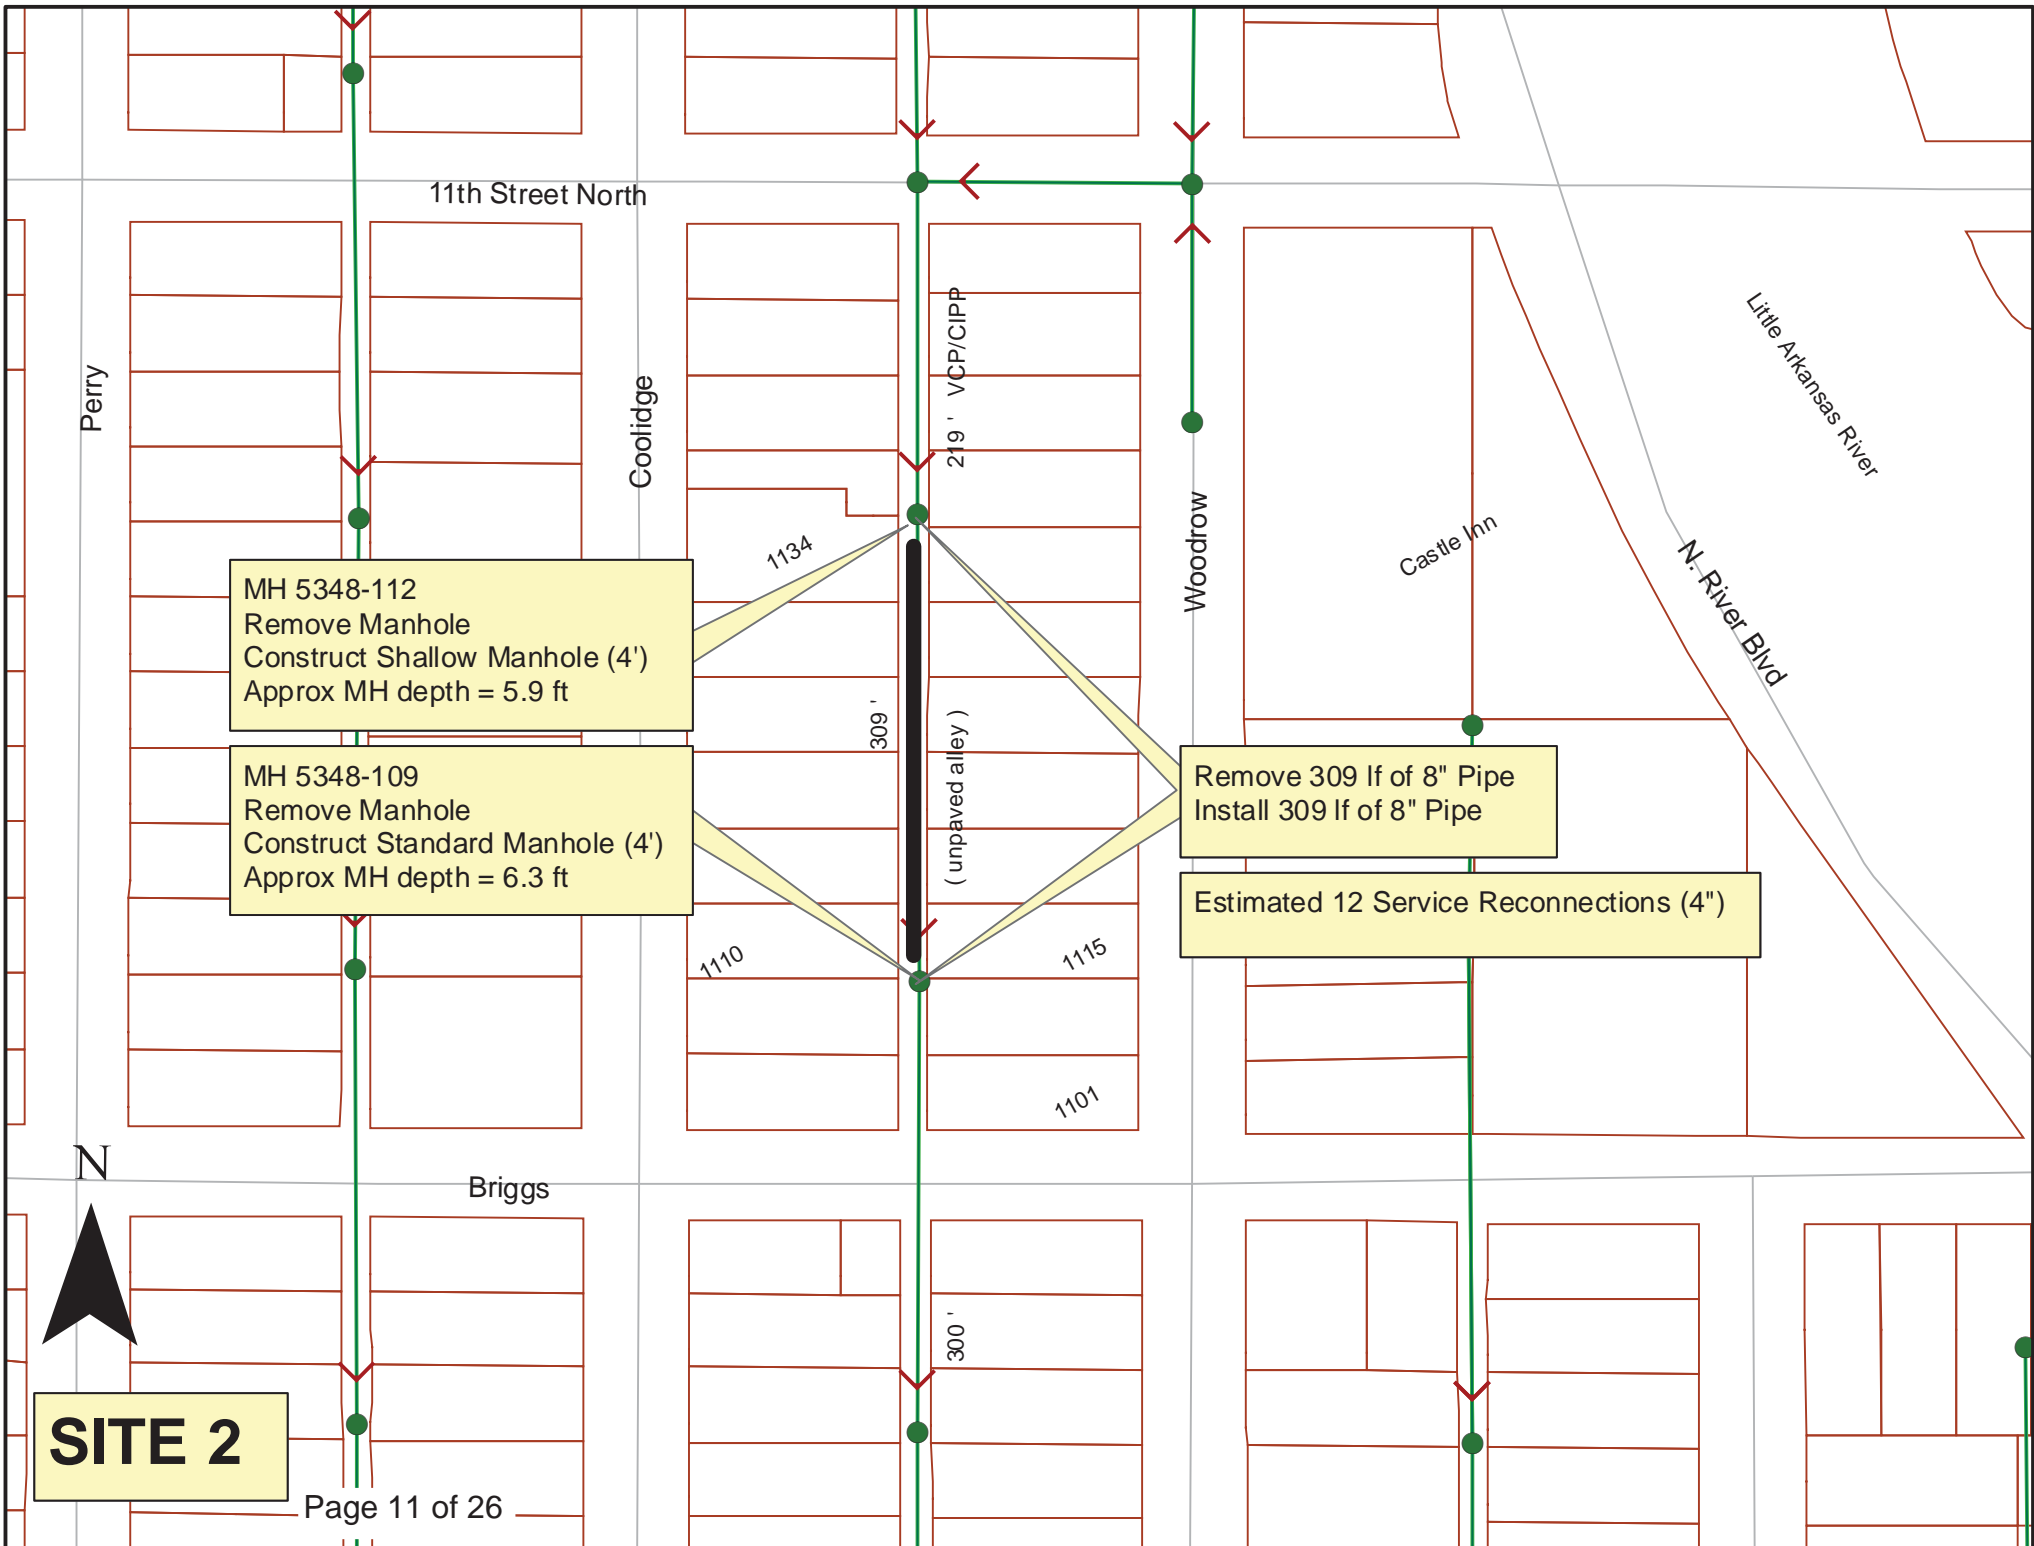 11th Street North
Perry
Coolidge
219 ' VCP/CIPP
Woodrow
Little Arkansas River
N. River Blvd
Castle Inn
1134
MH 5348-112
Remove Manhole
Construct Shallow Manhole (4')
Approx MH depth = 5.9 ft
MH 5348-109
Remove Manhole
Construct Standard Manhole (4')
Approx MH depth = 6.3 ft
309 '
( unpaved alley )
Remove 309 lf of 8" Pipe
Install 309 lf of 8" Pipe
Estimated 12 Service Reconnections (4")
1110
1115
1101
N
Briggs
300 '
SITE 2
Page 11 of 26